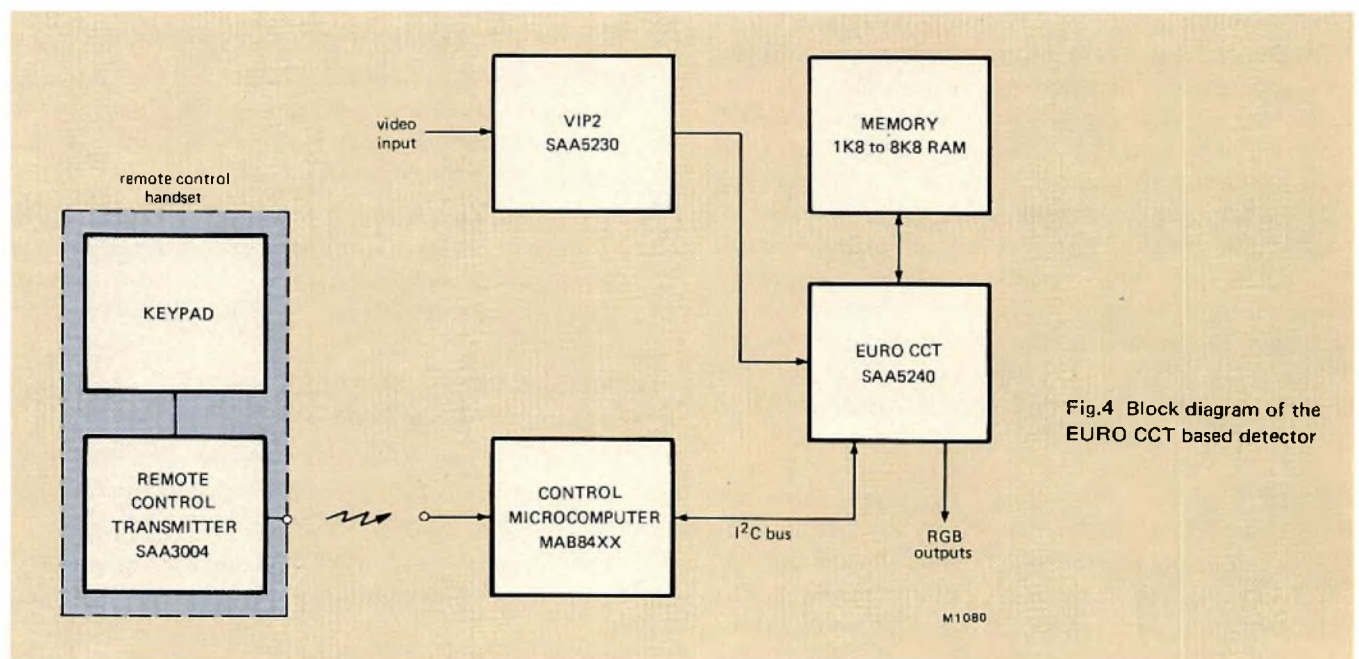 video
input
VIP2
SAA5230
MEMORY
1K8 to 8K8 RAM
remote control
handset
KEYPAD
EURO CCT
SAA5240
Fig.4 Block diagram of the
EURO CCT based detector
REMOTE
CONTROL
TRANSMITTER
SAA3004
CONTROL
MICROCOMPUTER
MAB84XX
I²C bus
RGB
outputs
M1080